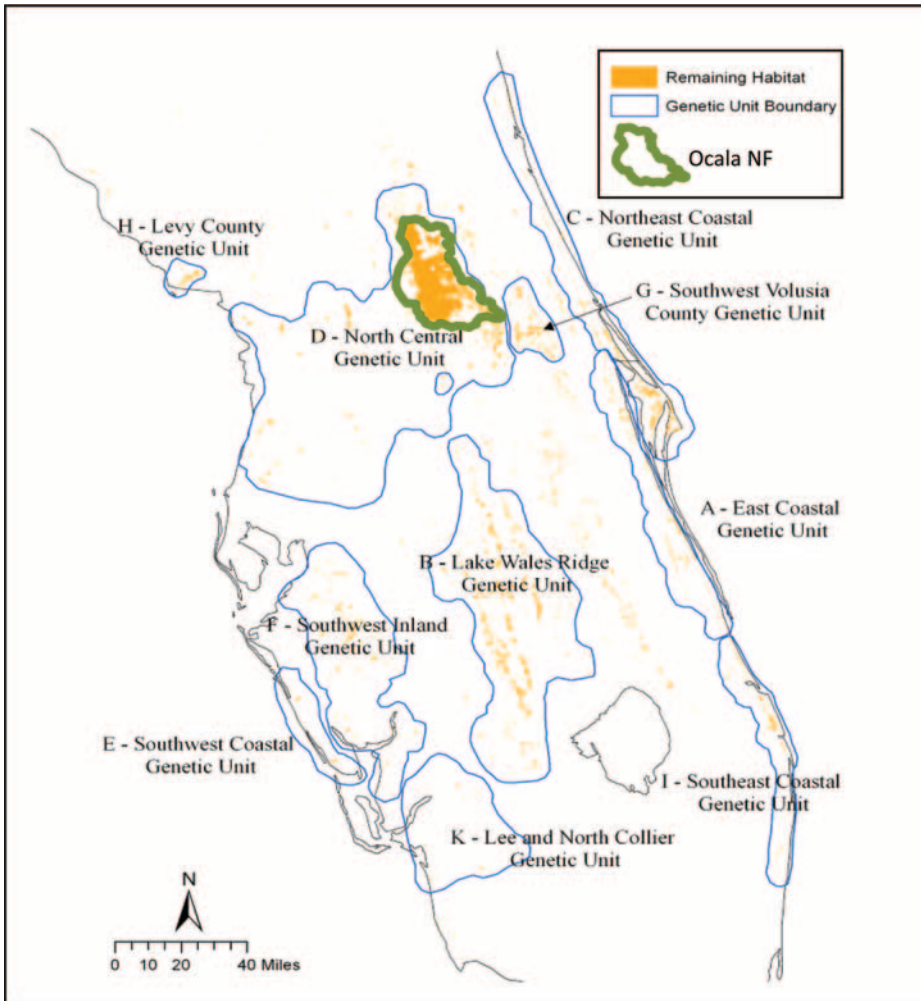 Remaining Habitat
Genetic Unit Boundary
Ocala NF
C - Northeast Coastal
Genetic Unit
H - Levy County
Genetic Unit
G - Southwest Volusia
County Genetic Unit
D - North Central
Genetic Unit
A - East Coastal
Genetic Unit
B - Lake Wales Ridge
Genetic Unit
F - Southwest Inland
Genetic Unit
E - Southwest Coastal
Genetic Unit
I - Southeast Coastal
Genetic Unit
K - Lee and North Collier
Genetic Unit
N
0 10 20 40 Miles